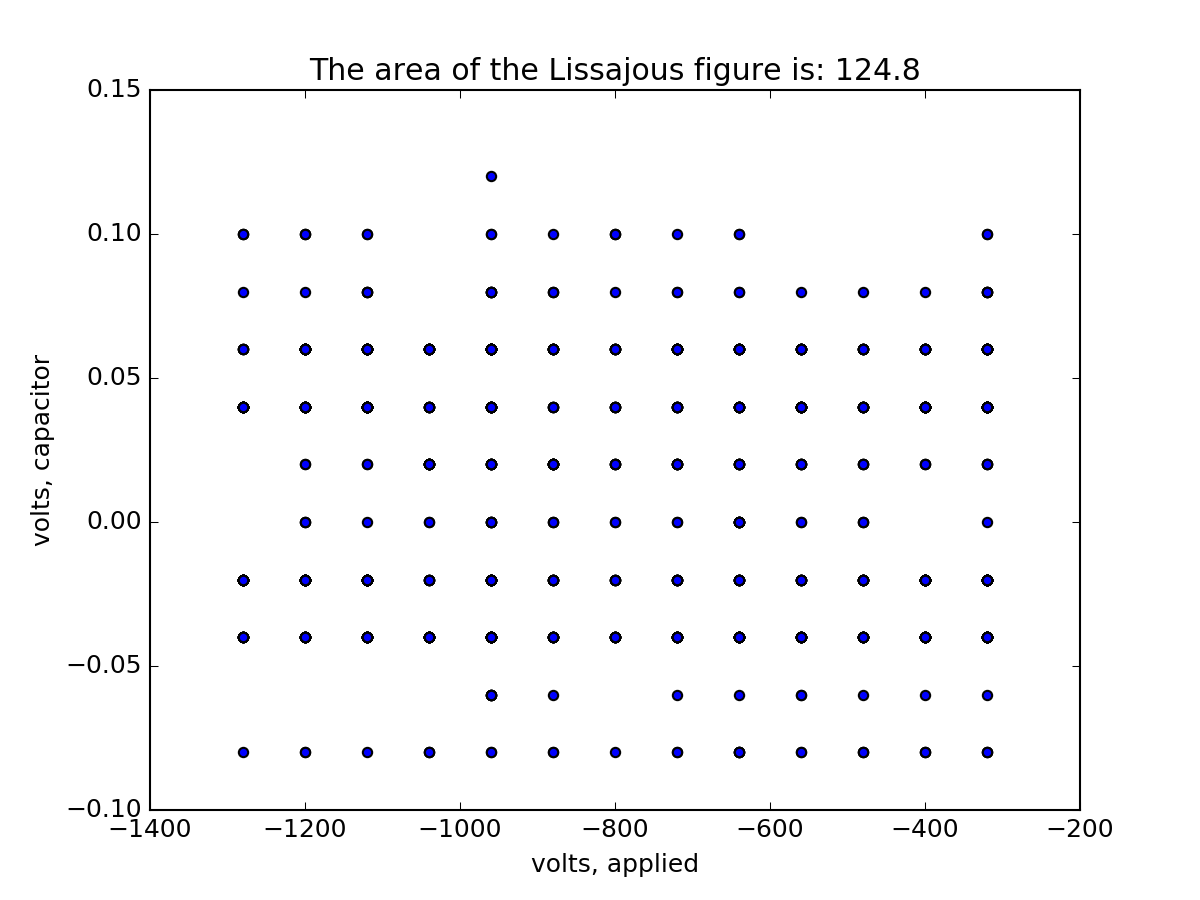 The area of the Lissajous figure is: 124.8
0.15
0.10
0.05
0.00
−0.05
−0.10
volts, capacitor
−1400 −1200 −1000 −800 −600 −400 −200
volts, applied